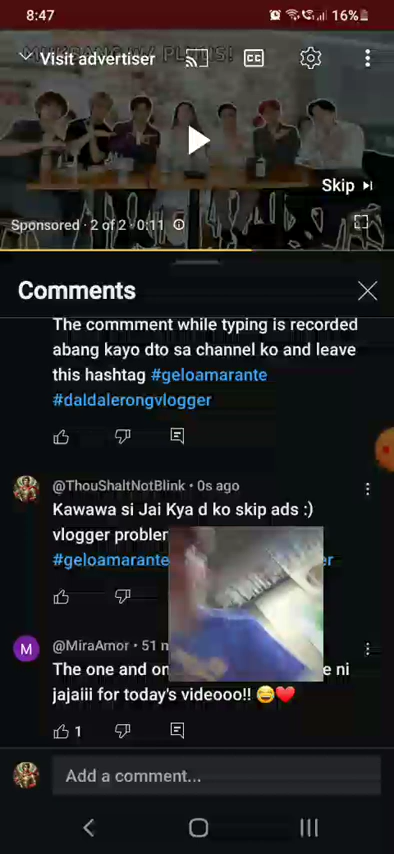 8:47
16%
Visit advertiser
CC
Skip
Sponsored · 2 of 2 · 0:11
Comments
The commment while typing is recorded
abang kayo dto sa channel ko and leave
this hashtag #geloamarante
#daldalerongvlogger
@ThouShaltNotBlink • 0s ago
Kawawa si Jai Kya d ko skip ads :)
vlogger
#geloamarante
M
@MiraAmor • 51
The one and ni
jajaiii for today's videooo!! 😂❤️
1
Add a comment...